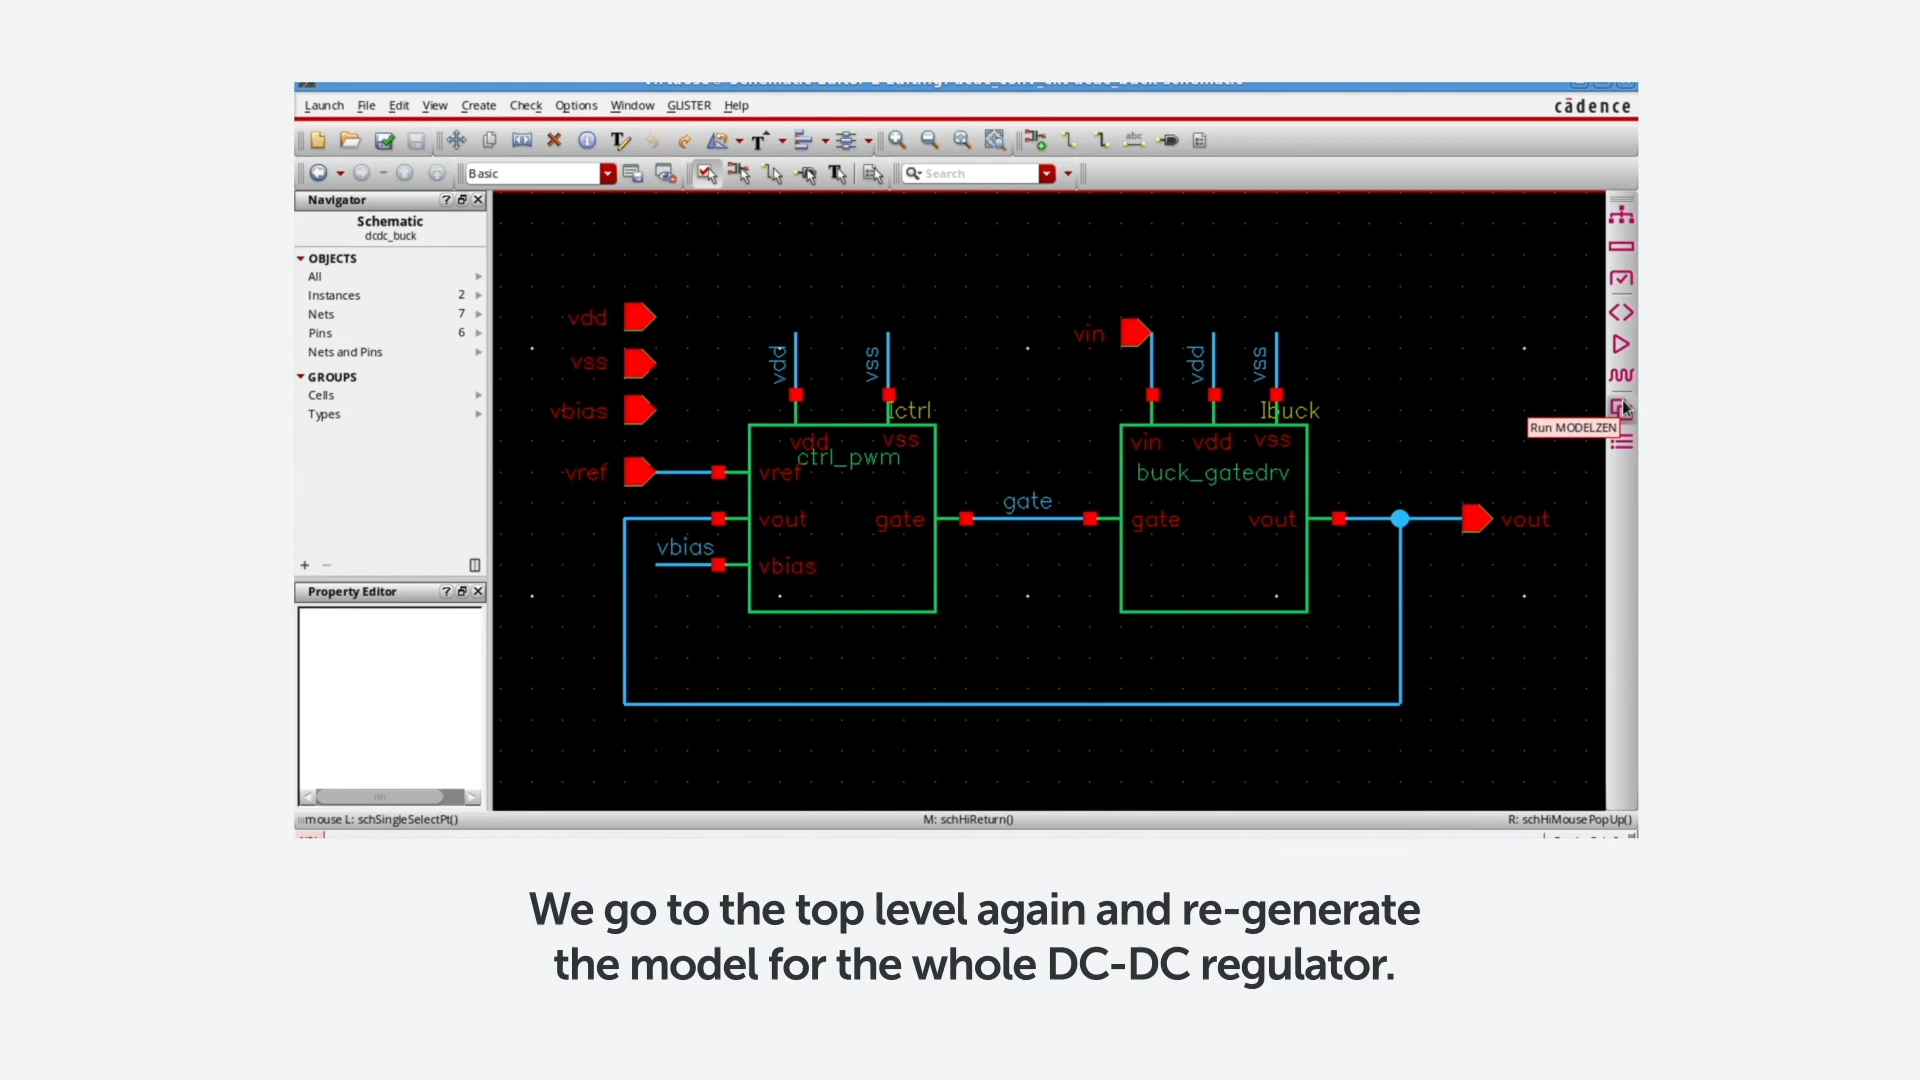 Launch File Edit View Create Check Options Window GLISTER Help
cādence
Basic
Search
Navigator
Schematic
dcdc_buck
OBJECTS
All
Instances 2
Nets 7
Pins 6
Nets and Pins
GROUPS
Cells
Types
Property Editor
vdd
vss
vbias
vref
vdd
vss
Ictrl
vdd
vss
ctrl_pwm
vref
vout
gate
vbias
vbias
gate
vin
vdd
vss
Ibuck
vin
vdd
vss
buck_gatedrv
gate
vout
vout
Run MODELZEN
mouse L: schSingleSelectPt()
M: schHiReturn()
R: schHiMousePopUp()
We go to the top level again and re-generate
the model for the whole DC-DC regulator.